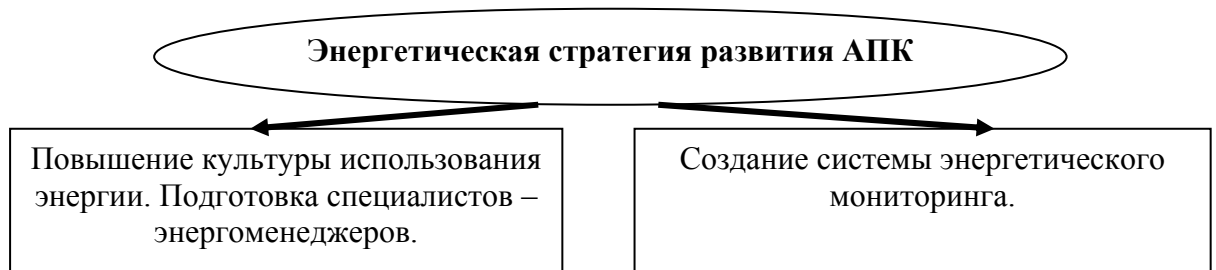 Энергетическая стратегия развития АПК
Повышение культуры использования
энергии. Подготовка специалистов –
энергоменеджеров.
Создание системы энергетического
мониторинга.